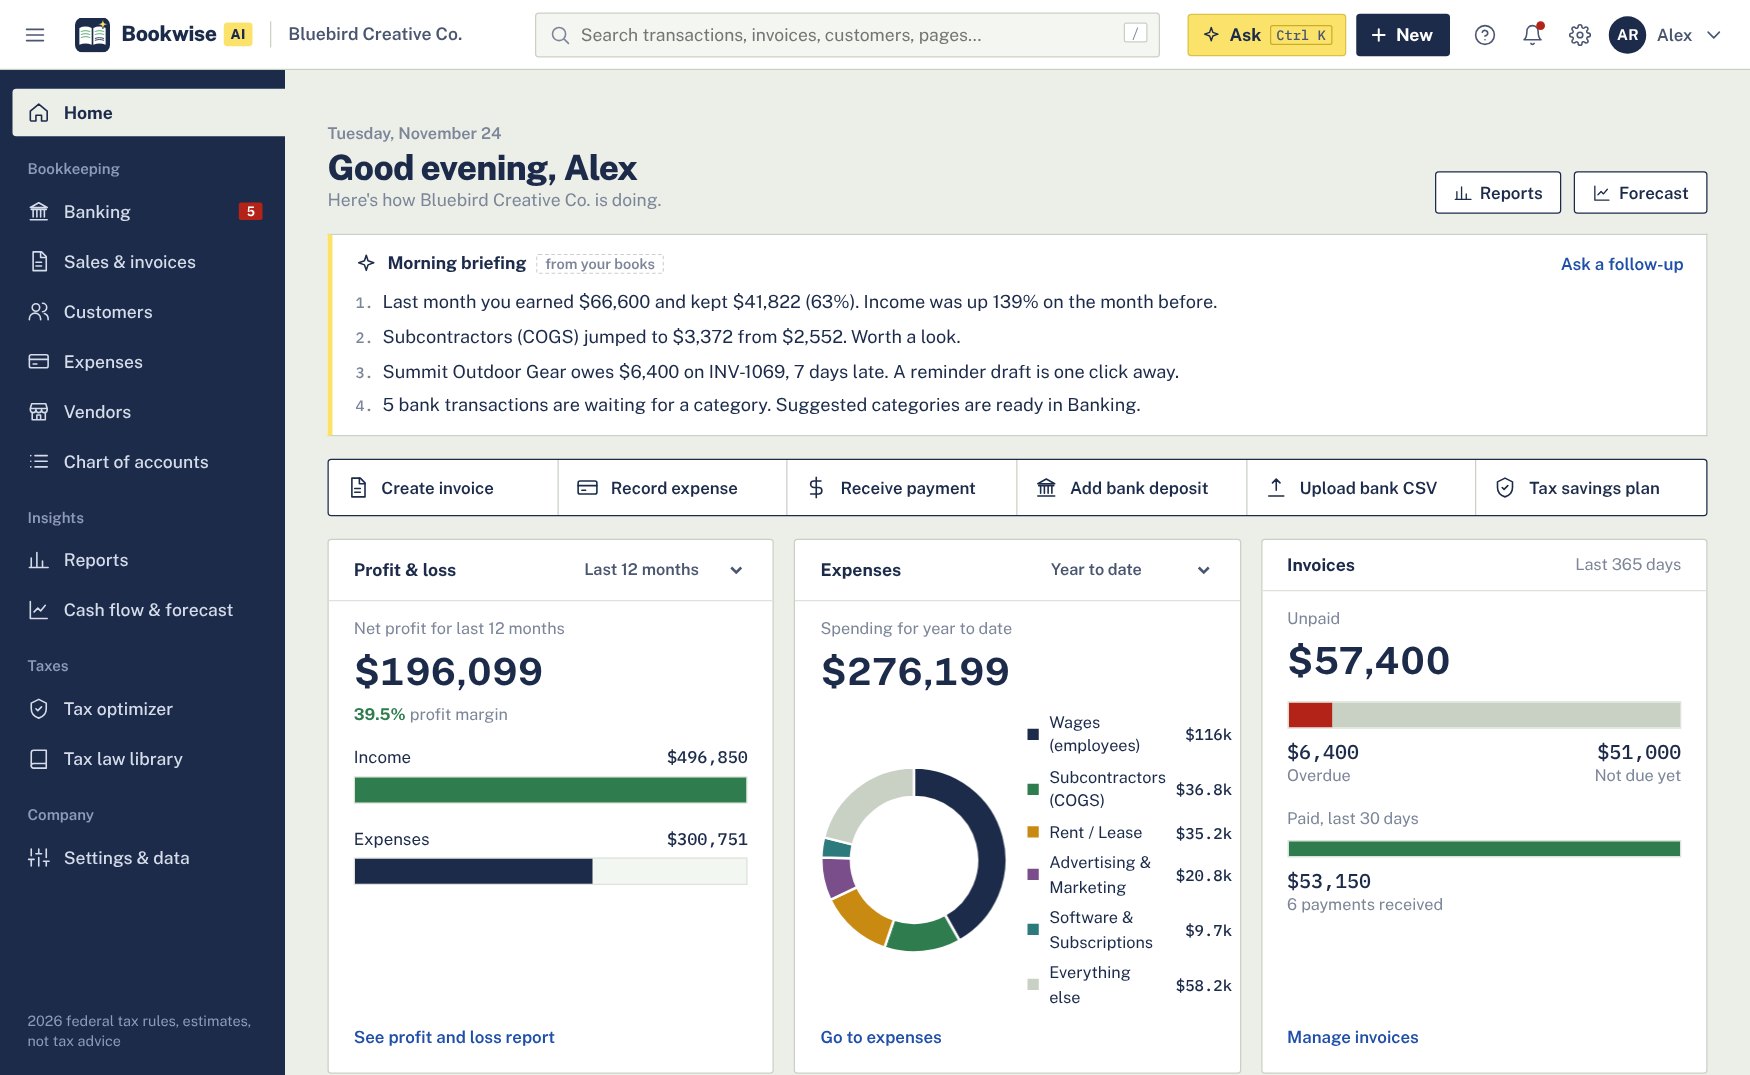 Bookwise AI
Bluebird Creative Co.
Search transactions, invoices, customers, pages...
/
Ask Ctrl K
New
AR Alex
Home
Bookkeeping
Banking 5
Sales & invoices
Customers
Expenses
Vendors
Chart of accounts
Insights
Reports
Cash flow & forecast
Taxes
Tax optimizer
Tax law library
Company
Settings & data
2026 federal tax rules, estimates,
not tax advice
Tuesday, November 24
Good evening, Alex
Here's how Bluebird Creative Co. is doing.
Reports
Forecast
Morning briefing from your books
Ask a follow-up
1. Last month you earned $66,600 and kept $41,822 (63%). Income was up 139% on the month before.
2. Subcontractors (COGS) jumped to $3,372 from $2,552. Worth a look.
3. Summit Outdoor Gear owes $6,400 on INV-1069, 7 days late. A reminder draft is one click away.
4. 5 bank transactions are waiting for a category. Suggested categories are ready in Banking.
Create invoice
Record expense
Receive payment
Add bank deposit
Upload bank CSV
Tax savings plan
Profit & loss
Last 12 months
Net profit for last 12 months
$196,099
39.5% profit margin
Income $496,850
Expenses $300,751
See profit and loss report
Expenses
Year to date
Spending for year to date
$276,199
Wages
(employees) $116k
Subcontractors
(COGS) $36.8k
Rent / Lease $35.2k
Advertising &
Marketing $20.8k
Software &
Subscriptions $9.7k
Everything
else $58.2k
Go to expenses
Invoices
Last 365 days
Unpaid
$57,400
$6,400 $51,000
Overdue Not due yet
Paid, last 30 days
$53,150
6 payments received
Manage invoices